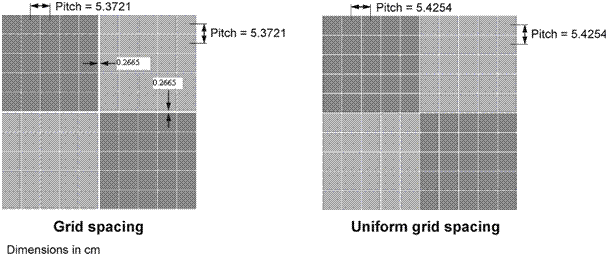 Pitch = 5.3721
Pitch = 5.3721
0.2665
0.2665
Grid spacing
Pitch = 5.4254
Pitch = 5.4254
Uniform grid spacing
Dimensions in cm